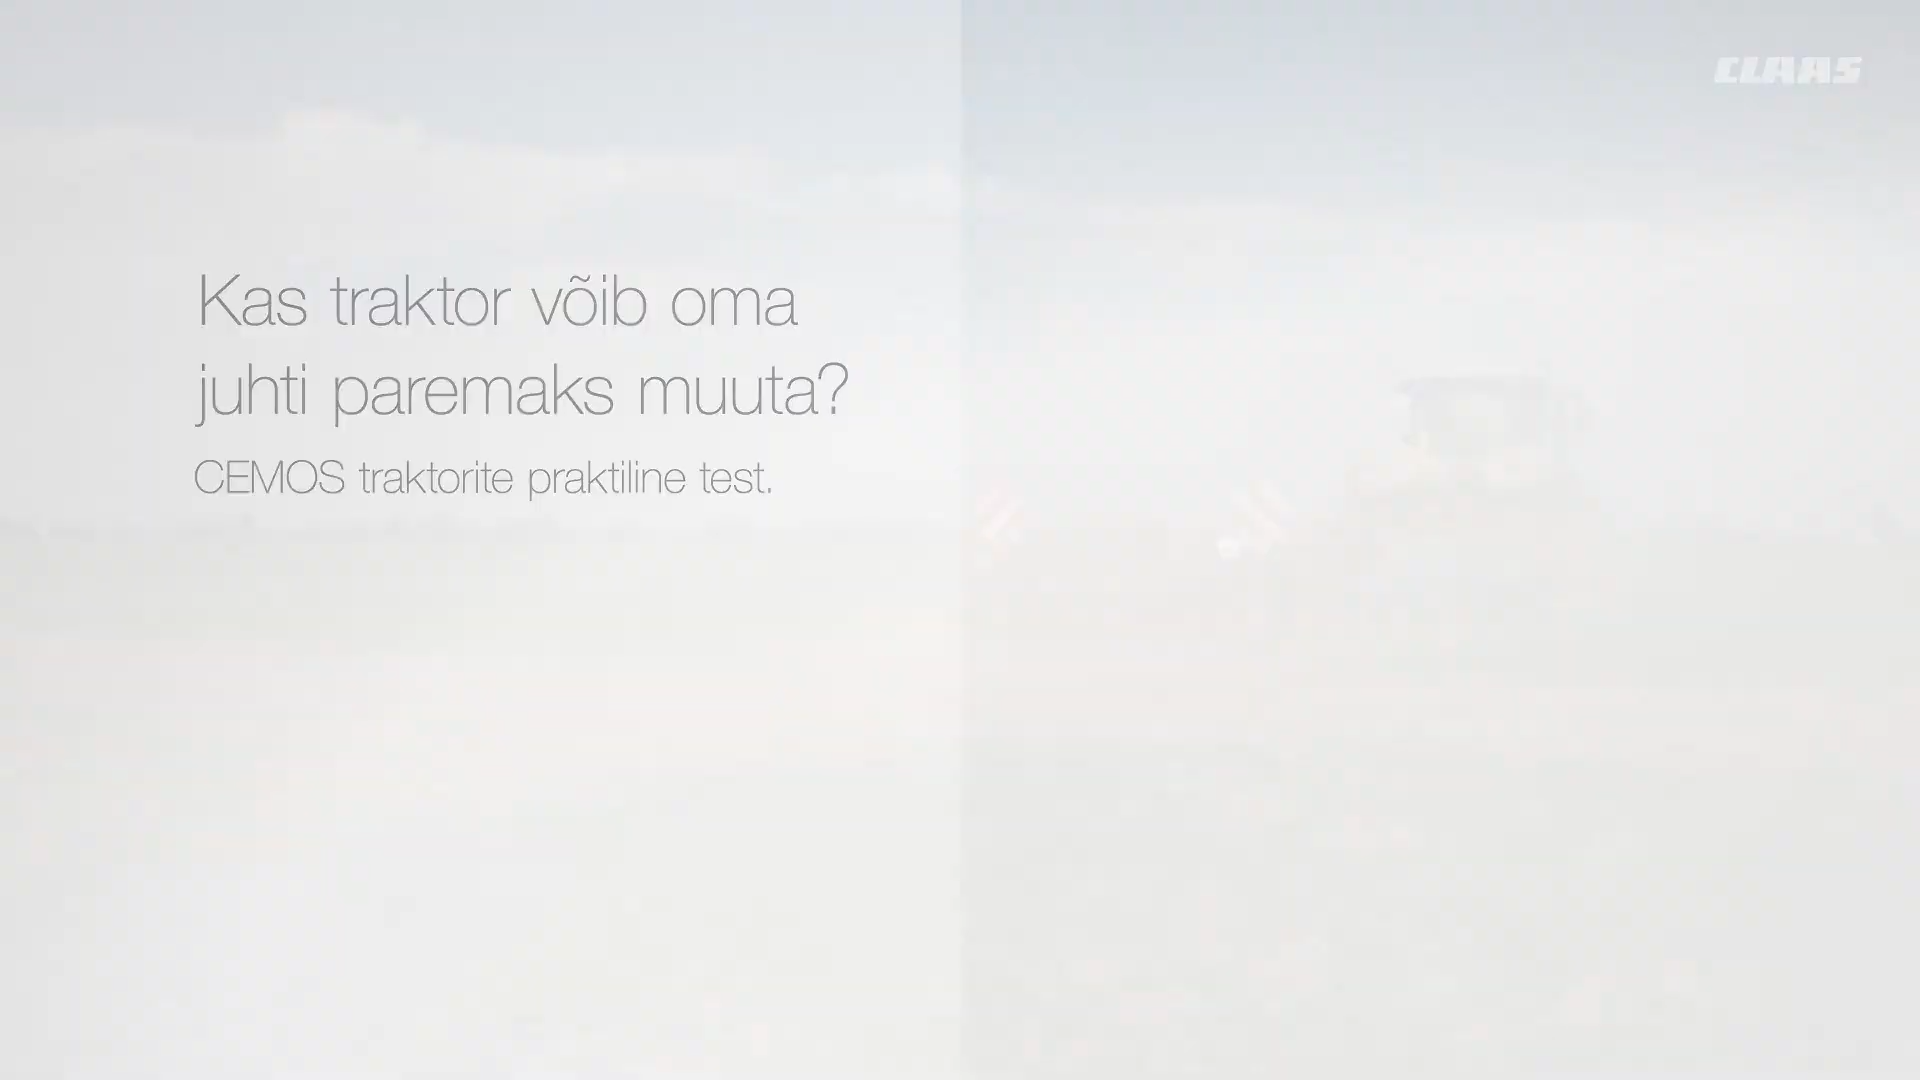 CLAAS
Kas traktor võib oma
juhti paremaks muuta?
CEMOS traktorite praktiline test.